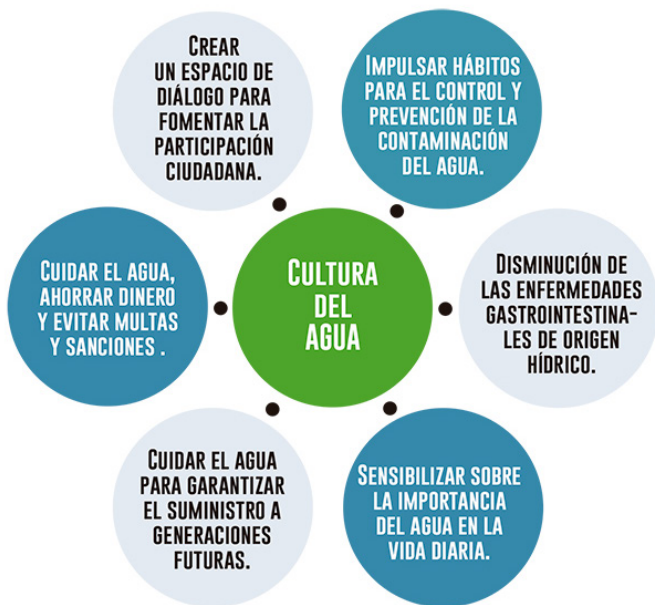 CREAR
UN ESPACIO DE
DIÁLOGO PARA
FOMENTAR LA
PARTICIPACIÓN
CIUDADANA.
IMPULSAR HÁBITOS
PARA EL CONTROL Y
PREVENCIÓN DE LA
CONTAMINACIÓN
DEL AGUA.
CUIDAR EL AGUA,
AHORRAR DINERO
Y EVITAR MULTAS
Y SANCIONES .
CULTURA
DEL
AGUA
DISMINUCIÓN DE
LAS ENFERMEDADES
GASTROINTESTINA-
LES DE ORIGEN
HÍDRICO.
CUIDAR EL AGUA
PARA GARANTIZAR
EL SUMINISTRO A
GENERACIONES
FUTURAS.
SENSIBILIZAR SOBRE
LA IMPORTANCIA
DEL AGUA EN LA
VIDA DIARIA.